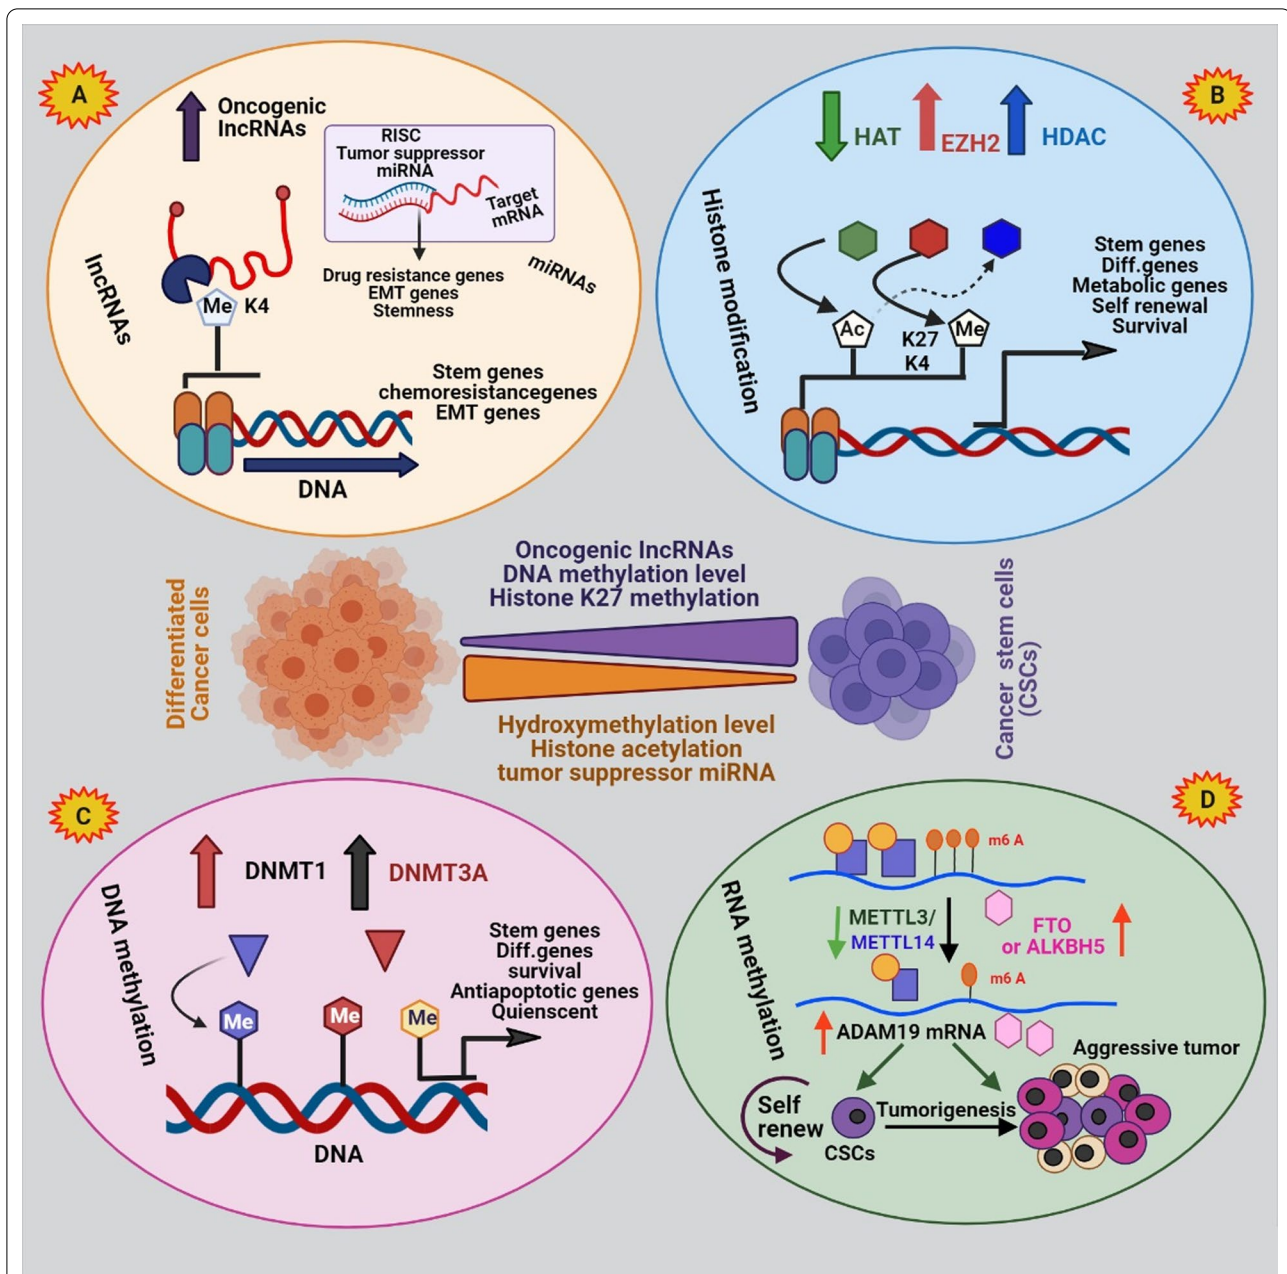 A
Oncogenic
lncRNAs
RISC
Tumor suppressor
miRNA
Target
mRNA
Drug resistance genes
EMT genes
Stemness
miRNAs
lncRNAs
Me
K4
Stem genes
chemoresistancegenes
EMT genes
DNA
B
HAT
EZH2
HDAC
Histone modification
Stem genes
Diff.genes
Metabolic genes
Self renewal
Survival
Ac
K27
K4
Me
Differentiated
Cancer cells
Oncogenic lncRNAs
DNA methylation level
Histone K27 methylation
Hydroxymethylation level
Histone acetylation
tumor suppressor miRNA
Cancer stem cells
(CSCs)
C
DNMT1
DNMT3A
DNA methylation
Stem genes
Diff.genes
survival
Antiapoptotic genes
Quienscent
Me
Me
Me
DNA
D
m6 A
RNA methylation
METTL3/
METTL14
FTO
or ALKBH5
m6 A
ADAM19 mRNA
Aggressive tumor
Self
renew
Tumorigenesis
CSCs